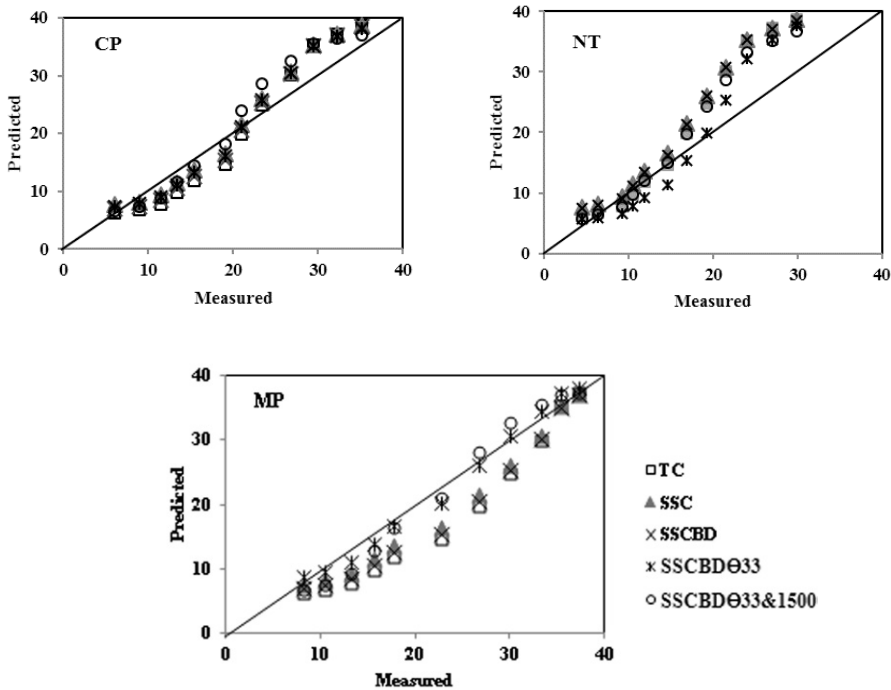 CP
40
30
20
10
0
Predicted
0 10 20 30 40
Measured
NT
40
30
20
10
0
Predicted
0 10 20 30 40
Measured
MP
40
30
20
10
0
Predicted
0 10 20 30 40
Measured
TC
SSC
SSCBD
SSCBDΘ33
SSCBDΘ33&1500